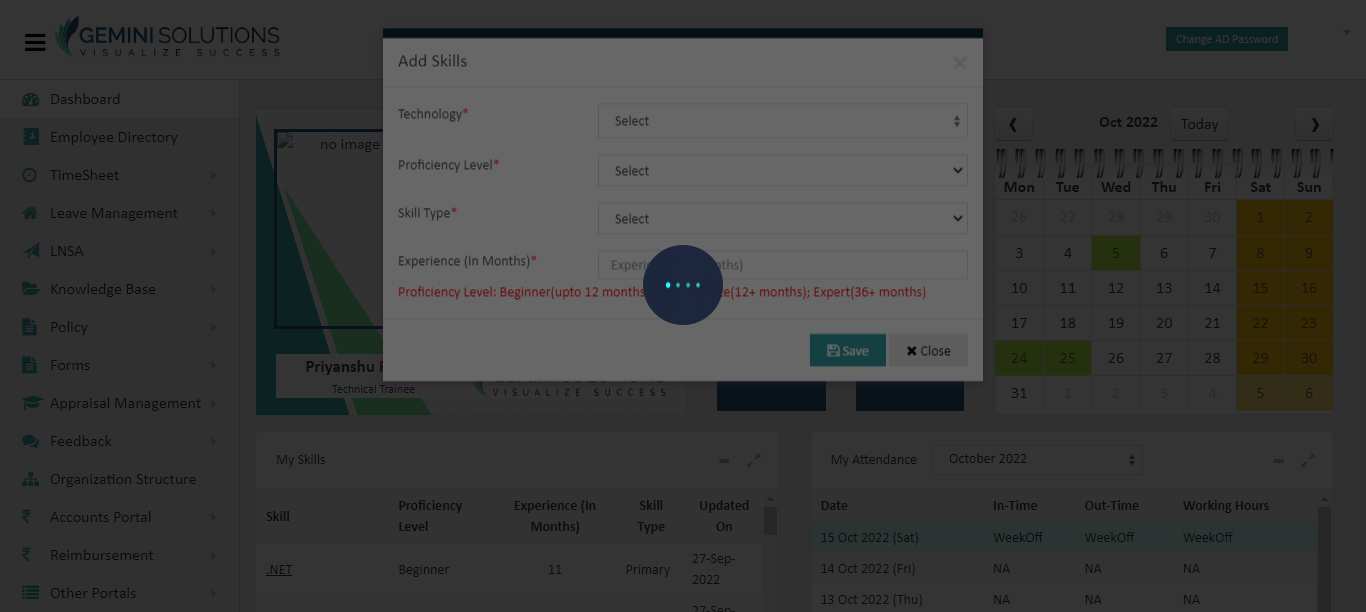 GEMINI SOLUTIONS
VISUALIZE SUCCESS
Change AD Password
Dashboard
Employee Directory
TimeSheet
Leave Management
LNSA
Knowledge Base
Policy
Forms
Appraisal Management
Feedback
Organization Structure
Accounts Portal
Reimbursement
Other Portals
no image
Priyanshu
Technical Trainee
VISUALIZE SUCCESS
Add Skills
×
Technology*
Select
Proficiency Level*
Select
Skill Type*
Select
Experience (In Months)*
Proficiency Level: Beginner(upto 12 months (12+ months); Expert(36+ months)
Save
Close
Oct 2022
Today
Mon Tue Wed Thu Fri Sat Sun
26 27 28 29 30 1 2
3 4 5 6 7 8 9
10 11 12 13 14 15 16
17 18 19 20 21 22 23
24 25 26 27 28 29 30
31 1 2 3 4 5 6
My Skills
Skill Proficiency Level Experience (In Months) Skill Type Updated On
.NET Beginner 11 Primary 27-Sep-2022
27-Sep-
My Attendance
October 2022
Date In-Time Out-Time Working Hours
15 Oct 2022 (Sat) WeekOff WeekOff WeekOff
14 Oct 2022 (Fri) NA NA NA
13 Oct 2022 (Thu) NA NA NA